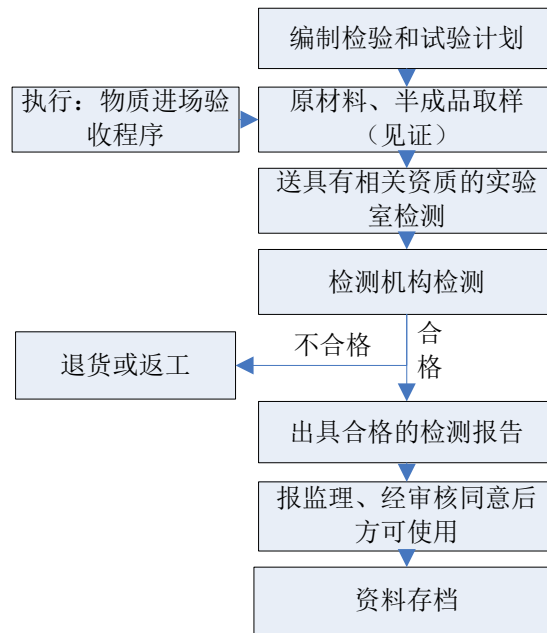 编制检验和试验计划
执行：物质进场验
收程序
原材料、半成品取样
（见证）
送具有相关资质的实验
室检测
检测机构检测
不合格
合
格
退货或返工
出具合格的检测报告
报监理、经审核同意后
方可使用
资料存档